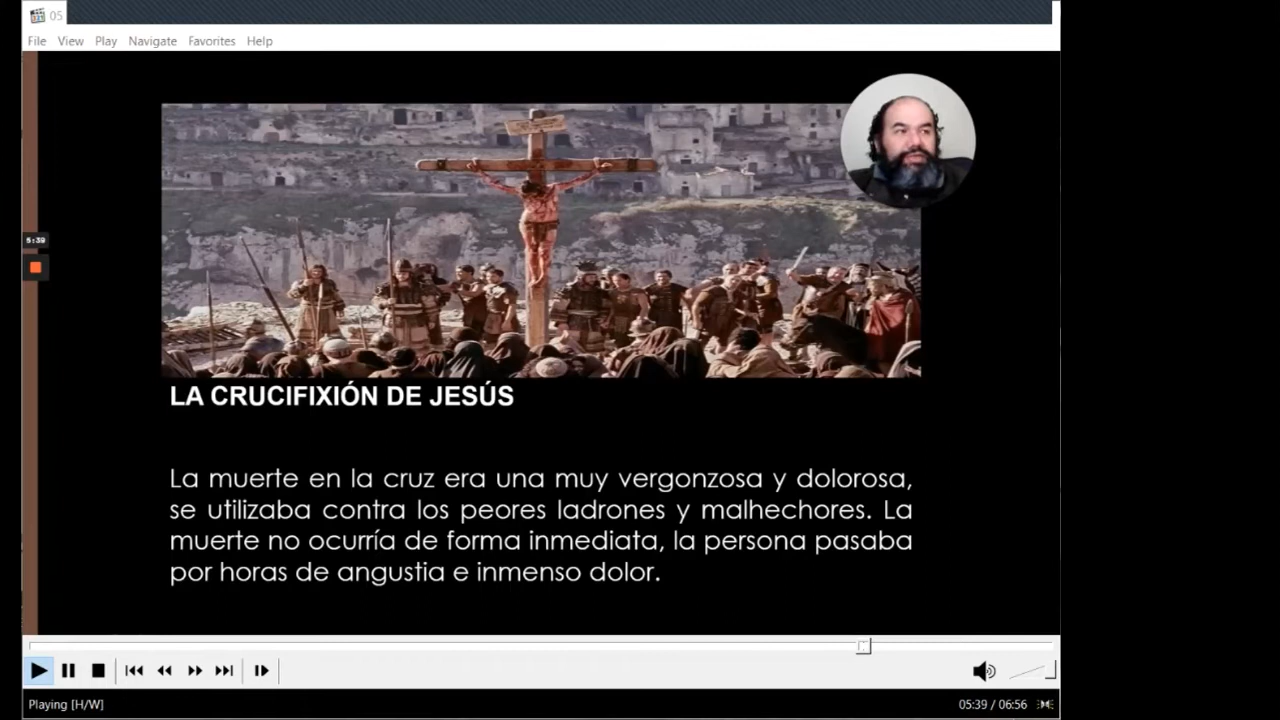 05
File View Play Navigate Favorites Help
5:39
LA CRUCIFIXIÓN DE JESÚS
La muerte en la cruz era una muy vergonzosa y dolorosa,
se utilizaba contra los peores ladrones y malhechores. La
muerte no ocurría de forma inmediata, la persona pasaba
por horas de angustia e inmenso dolor.
Playing [H/W]
05:39 / 06:56